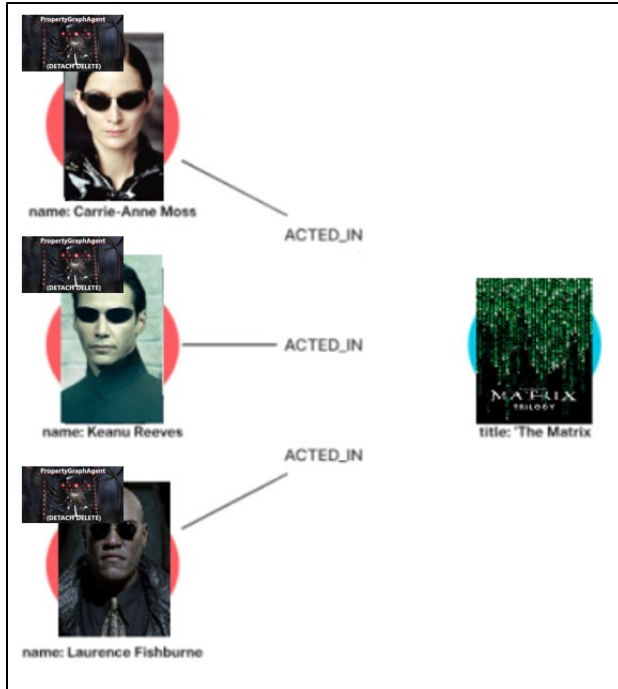 PropertyGraphAgent
(DETACH DELETE)
name: Carrie-Anne Moss
ACTED_IN
PropertyGraphAgent
(DETACH DELETE)
name: Keanu Reeves
ACTED_IN
MATRIX
TRILOGY
title: 'The Matrix
PropertyGraphAgent
(DETACH DELETE)
name: Laurence Fishburne
ACTED_IN